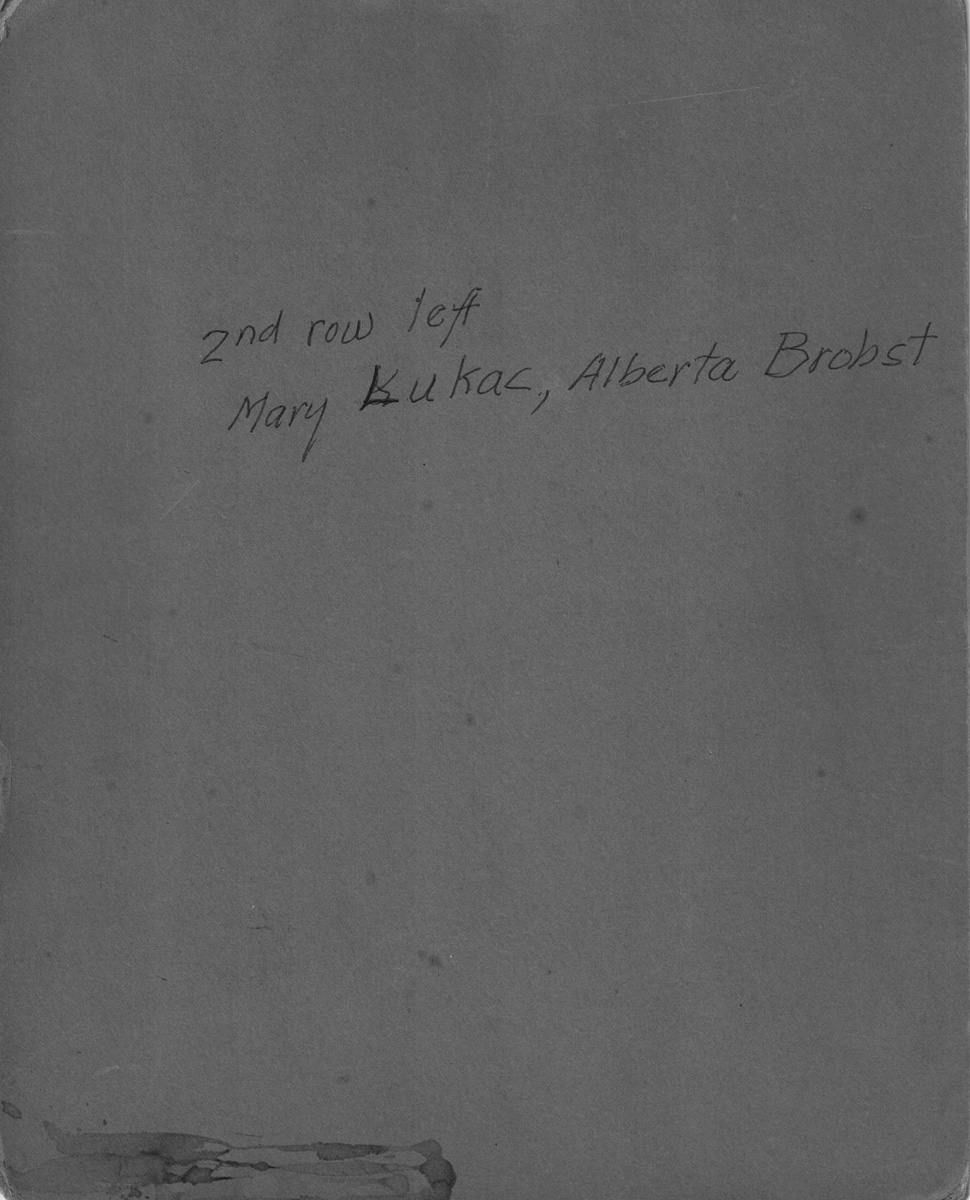 2nd row left
Mary Kukac, Alberta Brobst